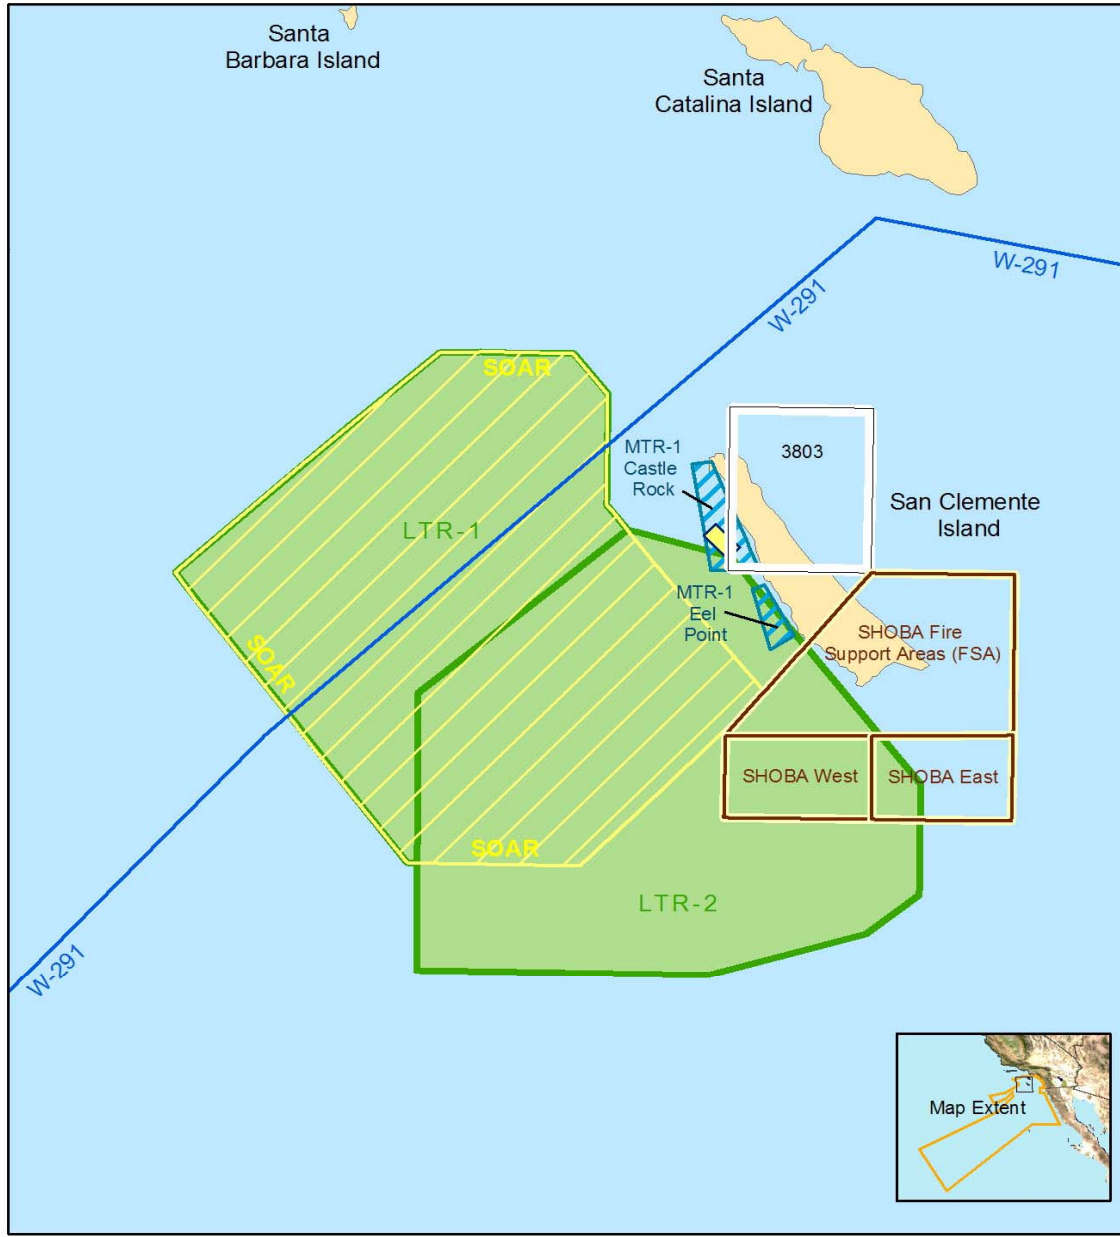 Santa
Barbara Island
Santa
Catalina Island
W-291
W-291
SOAR
MTR-1
Castle
Rock
3803
San Clemente
Island
LTR-1
MTR-1
Eel
Point
SHOBA Fire
Support Areas (FSA)
SOAR
SHOBA West
SHOBA East
SOAR
LTR-2
W-291
Map Extent